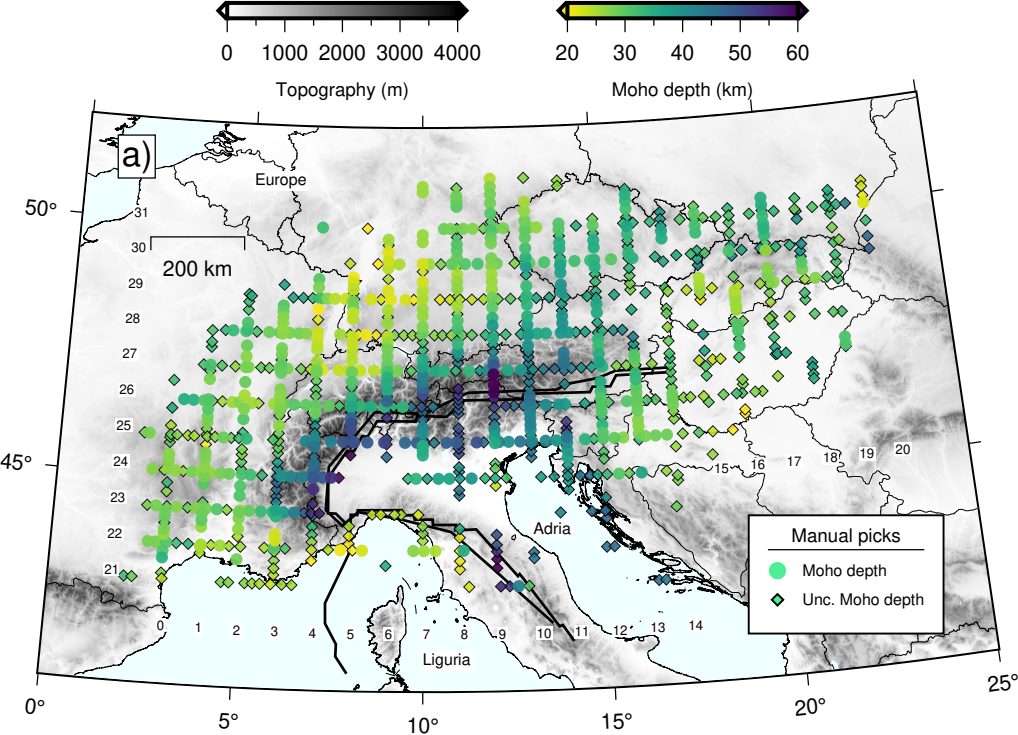 0 1000 2000 3000 4000
Topography (m)
20 30 40 50 60
Moho depth (km)
a)
Europe
50°
31
30
200 km
29
28
27
26
25
45°
24
23
22
21
15 16 17 18 19 20
Adria
Manual picks
Moho depth
Unc. Moho depth
0 1 2 3 4 5 6 7 8 9 10 11 12 13 14
Liguria
0° 5° 10° 15° 20° 25°